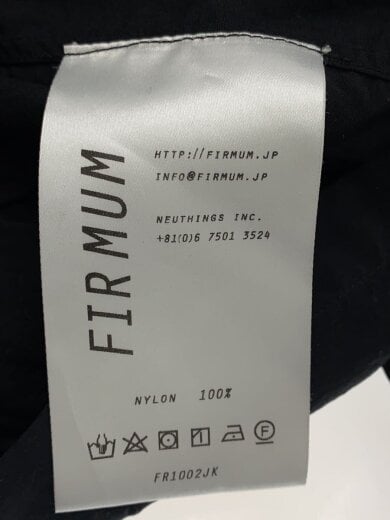 FIRMUM
HTTP://FIRMUM.JP
INFO@FIRMUM.JP
NEUTHINGS INC.
+81(0)6 7501 3524
NYLON 100%
F
FR1002JK